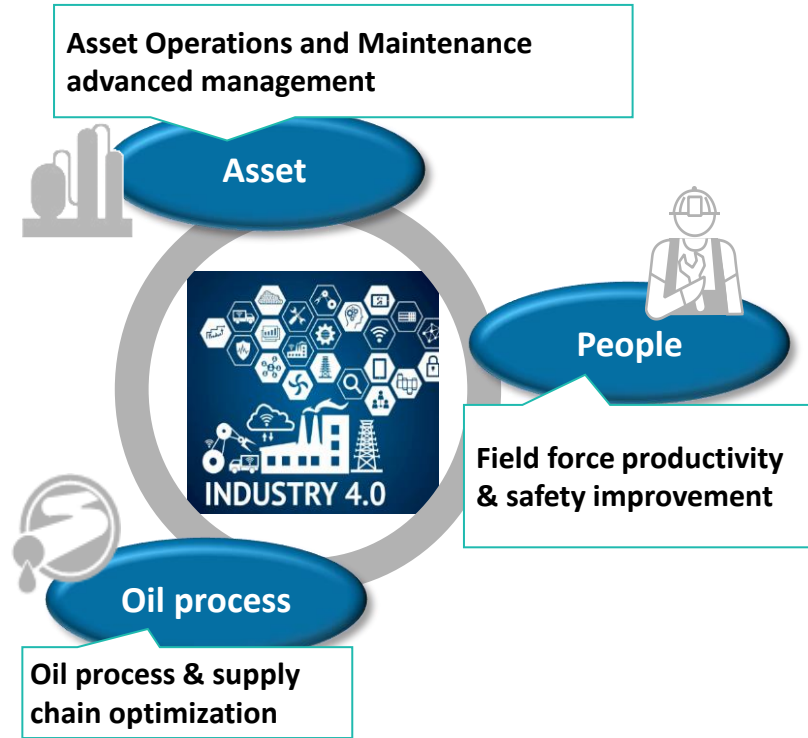 Asset Operations and Maintenance
advanced management
Asset
People
Field force productivity
& safety improvement
INDUSTRY 4.0
Oil process
Oil process & supply
chain optimization